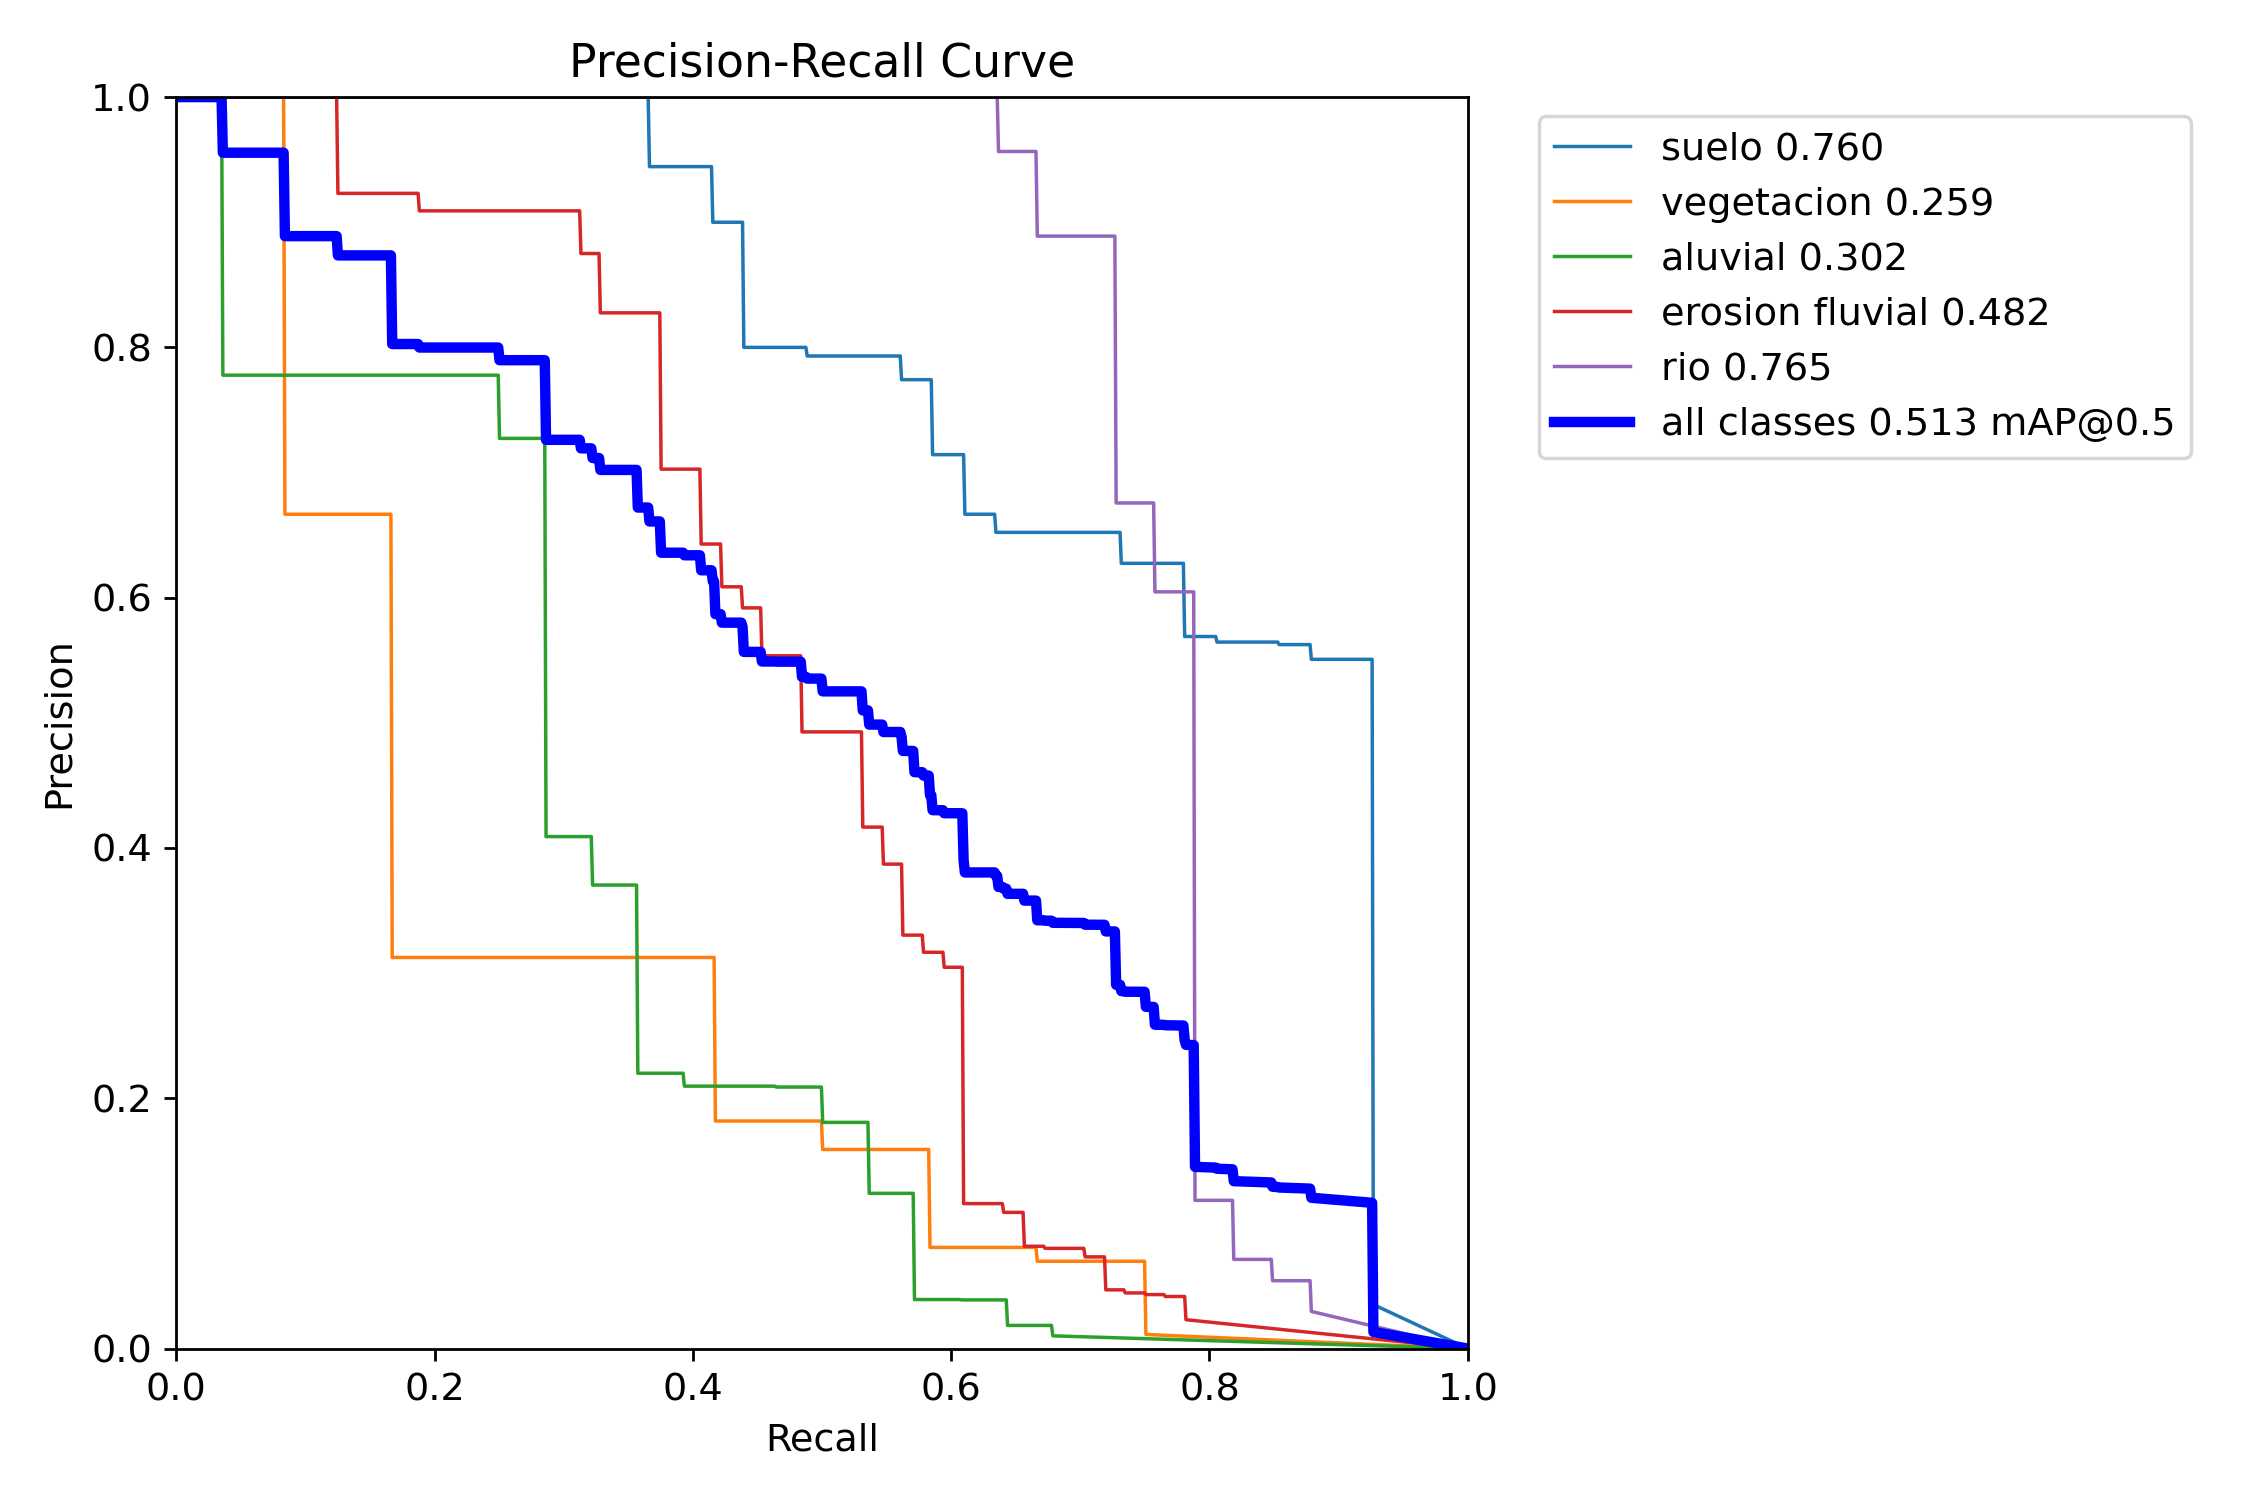 Precision-Recall Curve
1.0
0.8
0.6
0.4
0.2
0.0
Precision
0.0 0.2 0.4 0.6 0.8 1.0
Recall
suelo 0.760
vegetacion 0.259
aluvial 0.302
erosion fluvial 0.482
rio 0.765
all classes 0.513 mAP@0.5